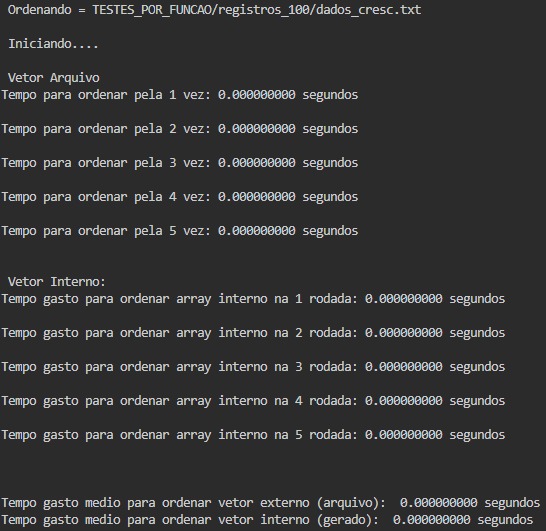 Ordenando = TESTES_POR_FUNCAO/registros_100/dados_cresc.txt
Iniciando....
Vetor Arquivo
Tempo para ordenar pela 1 vez: 0.000000000 segundos
Tempo para ordenar pela 2 vez: 0.000000000 segundos
Tempo para ordenar pela 3 vez: 0.000000000 segundos
Tempo para ordenar pela 4 vez: 0.000000000 segundos
Tempo para ordenar pela 5 vez: 0.000000000 segundos
Vetor Interno:
Tempo gasto para ordenar array interno na 1 rodada: 0.000000000 segundos
Tempo gasto para ordenar array interno na 2 rodada: 0.000000000 segundos
Tempo gasto para ordenar array interno na 3 rodada: 0.000000000 segundos
Tempo gasto para ordenar array interno na 4 rodada: 0.000000000 segundos
Tempo gasto para ordenar array interno na 5 rodada: 0.000000000 segundos
Tempo gasto medio para ordenar vetor externo (arquivo):  0.000000000 segundos
Tempo gasto medio para ordenar vetor interno (gerado):  0.000000000 segundos